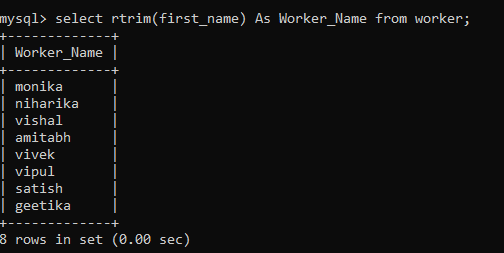 mysql> select rtrim(first_name) As Worker_Name from worker;
+-------------+
| Worker_Name |
+-------------+
| monika      |
| niharika    |
| vishal      |
| amitabh     |
| vivek       |
| vipul       |
| satish      |
| geetika     |
+-------------+
8 rows in set (0.00 sec)